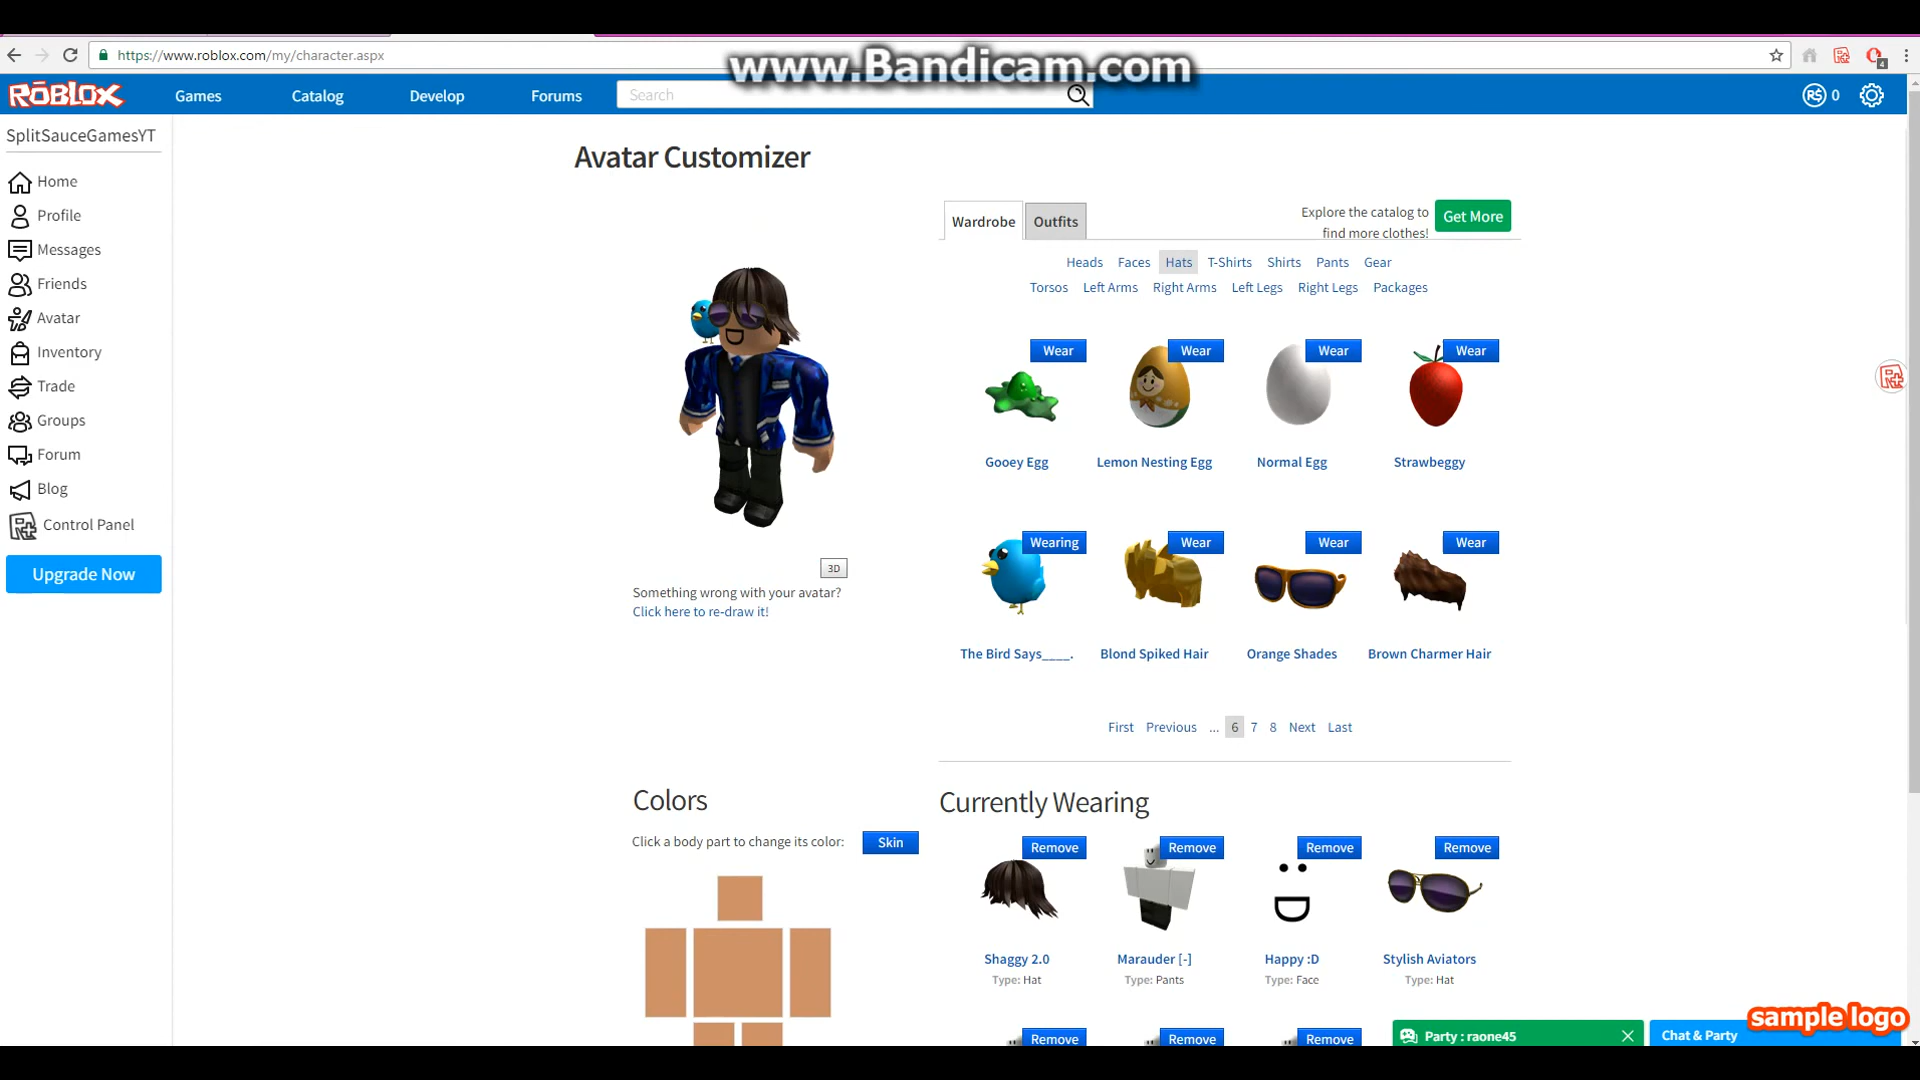 https://www.roblox.com/my/character.aspx
www.Bandicam.com
4
ROBLOX
Games
Catalog
Develop
Forums
Search
R$ 0
SplitSauceGamesYT
Home
Profile
Messages
Friends
Avatar
Inventory
Trade
Groups
Forum
Blog
Control Panel
Upgrade Now
Avatar Customizer
Wardrobe
Outfits
Explore the catalog to
find more clothes!
Get More
Heads Faces Hats T-Shirts Shirts Pants Gear
Torsos Left Arms Right Arms Left Legs Right Legs Packages
Wear Wear Wear Wear
Gooey Egg Lemon Nesting Egg Normal Egg Strawbeggy
Wearing Wear Wear Wear
The Bird Says____. Blond Spiked Hair Orange Shades Brown Charmer Hair
First Previous ... 6 7 8 Next Last
3D
Something wrong with your avatar?
Click here to re-draw it!
Colors
Click a body part to change its color:
Skin
Currently Wearing
Remove Remove Remove Remove
Shaggy 2.0 Marauder [-] Happy :D Stylish Aviators
Type: Hat Type: Pants Type: Face Type: Hat
Remove Remove Remove
Party : raone45
Chat & Party
sample logo